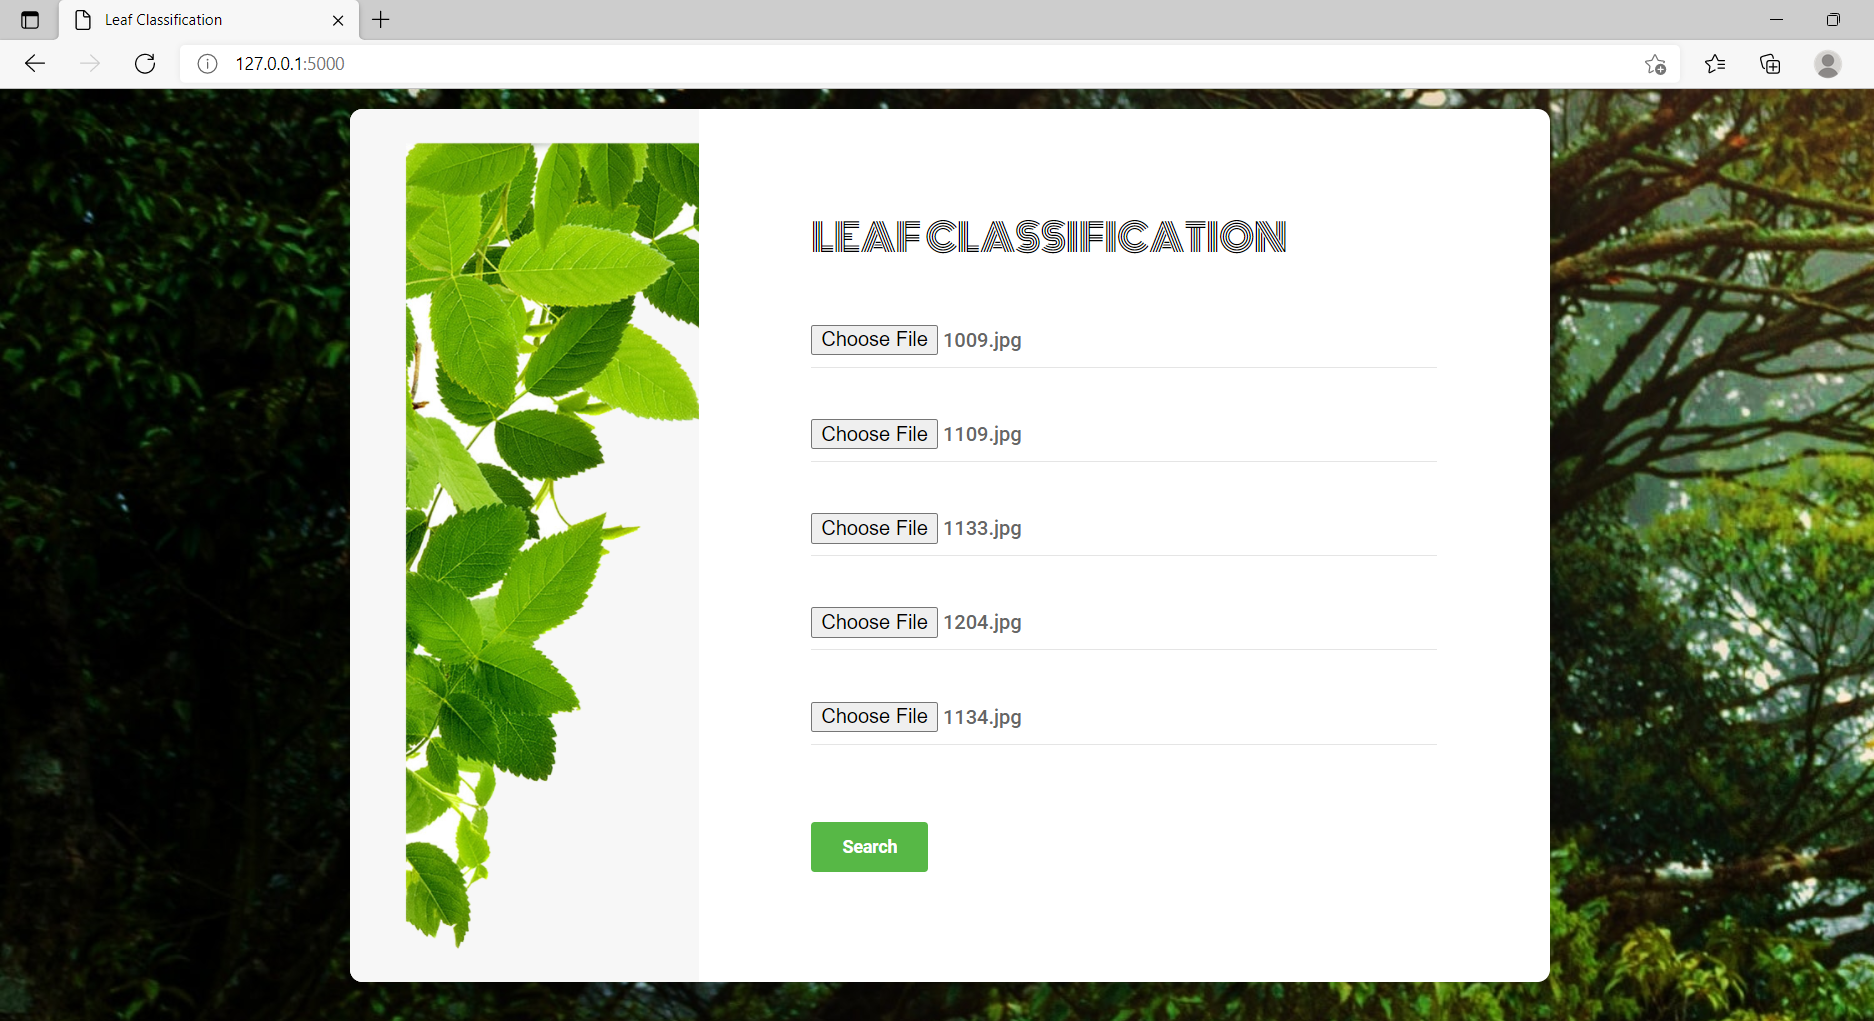 Leaf Classification
127.0.0.1:5000
LEAF CLASSIFICATION
Choose File 1009.jpg
Choose File 1109.jpg
Choose File 1133.jpg
Choose File 1204.jpg
Choose File 1134.jpg
Search